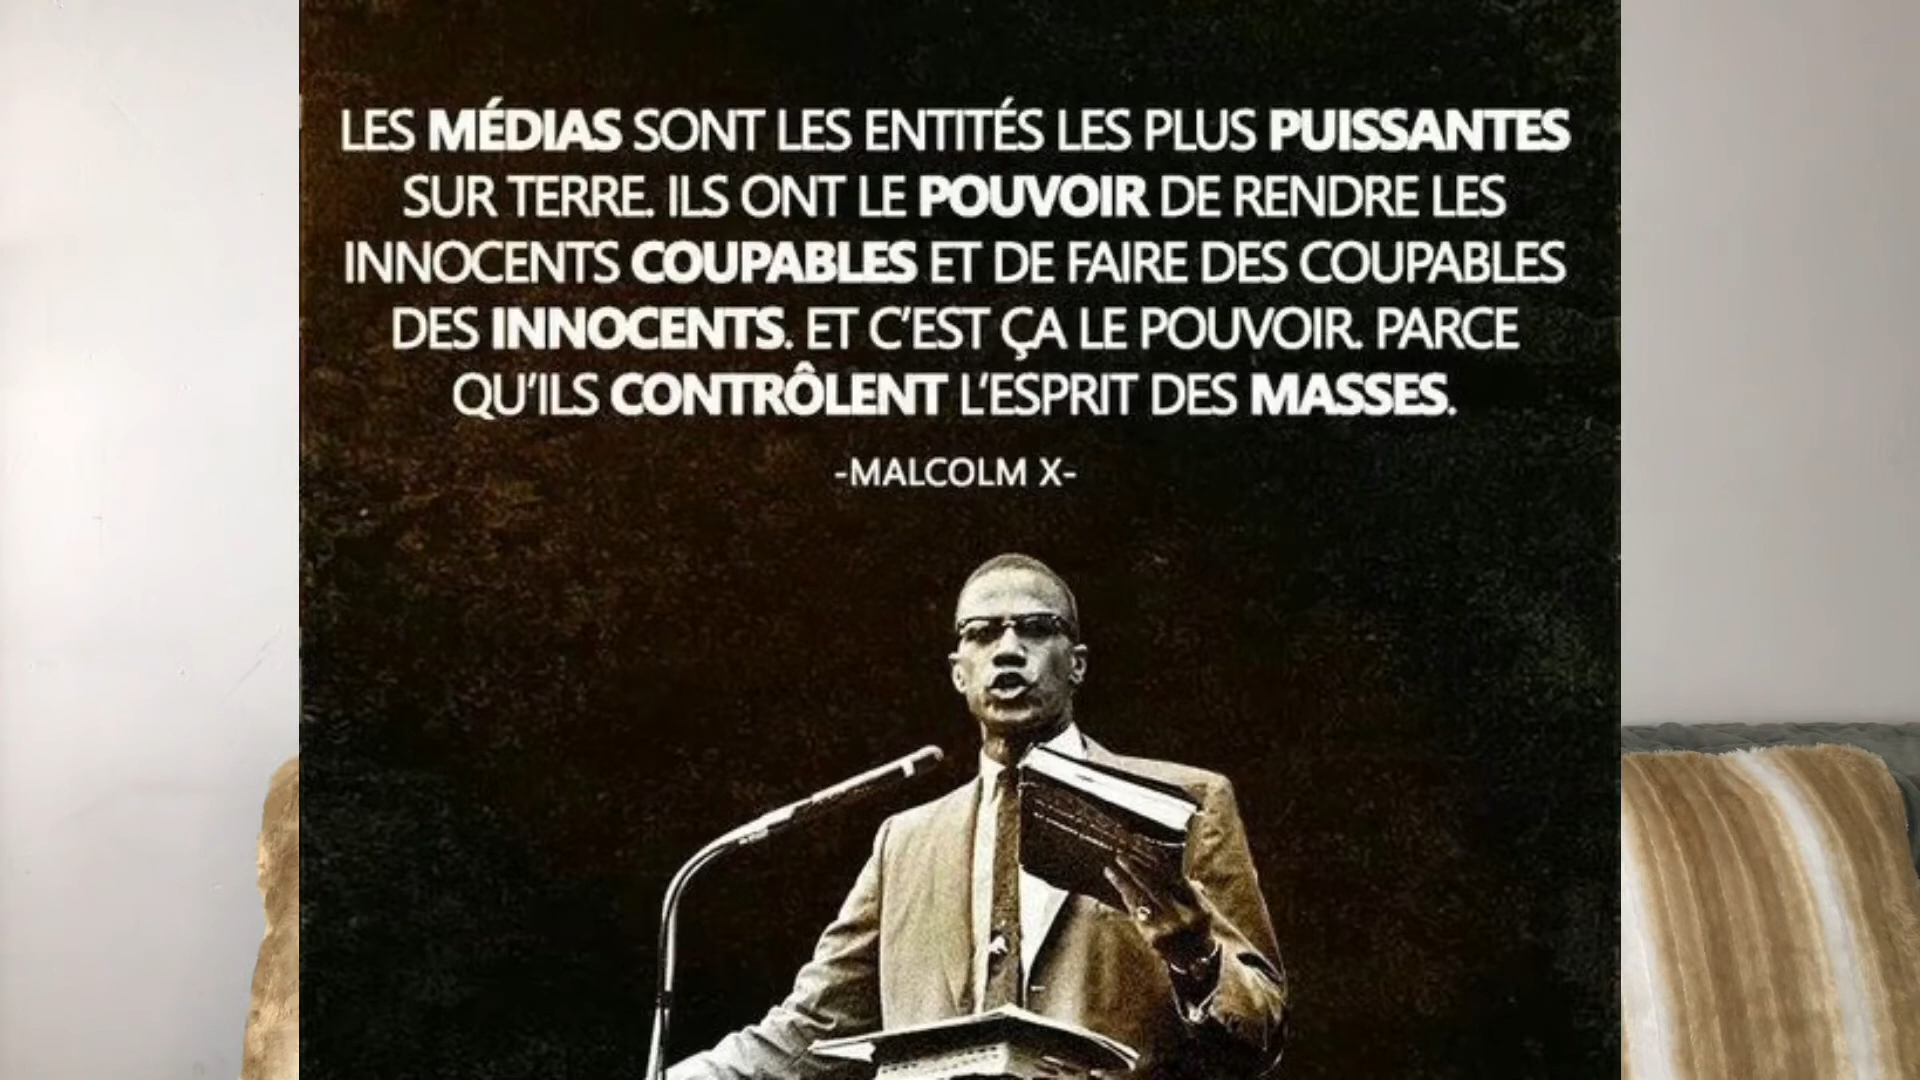 LES MÉDIAS SONT LES ENTITÉS LES PLUS PUISSANTES
SUR TERRE. ILS ONT LE POUVOIR DE RENDRE LES
INNOCENTS COUPABLES ET DE FAIRE DES COUPABLES
DES INNOCENTS. ET C'EST ÇA LE POUVOIR. PARCE
QU'ILS CONTRÔLENT L'ESPRIT DES MASSES.
-MALCOLM X-